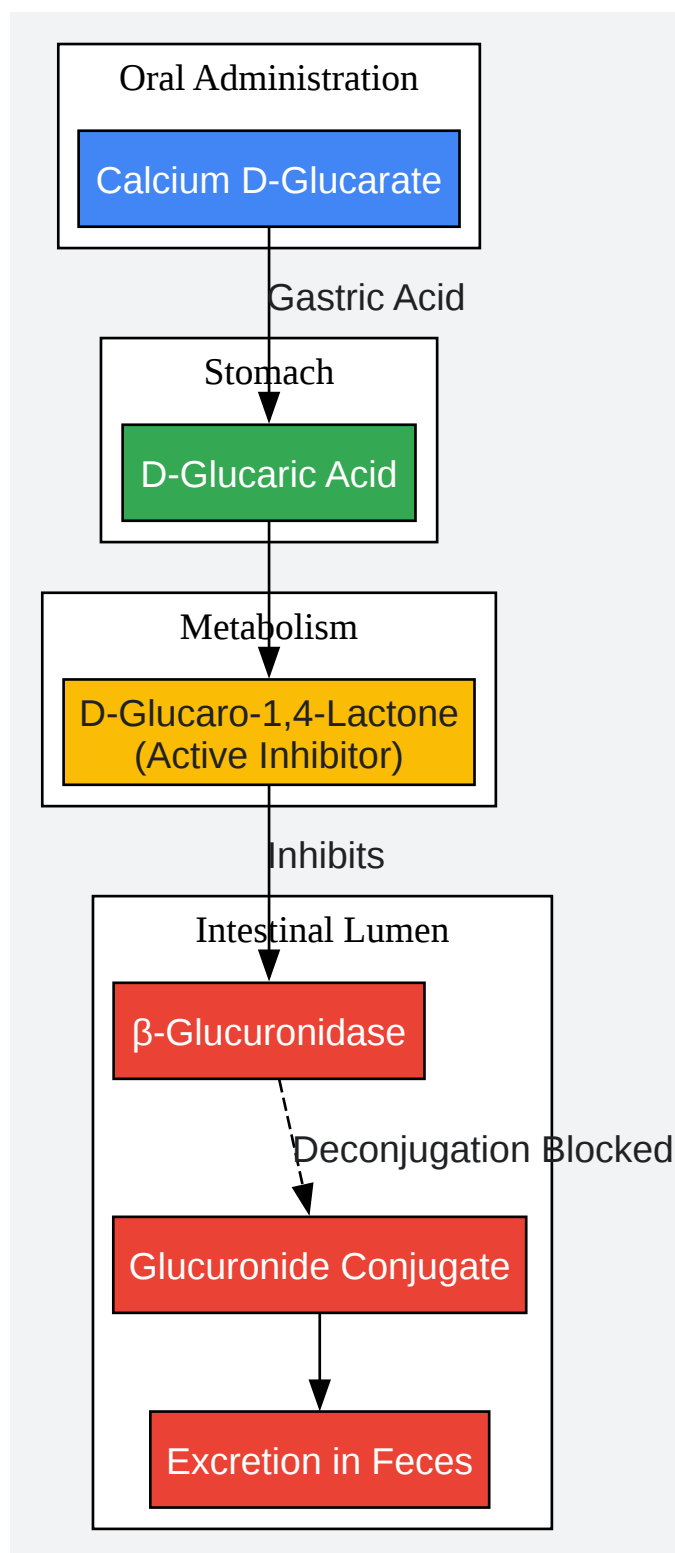 Oral Administration
Calcium D-Glucarate
Gastric Acid
Stomach
D-Glucaric Acid
Metabolism
D-Glucaro-1,4-Lactone
(Active Inhibitor)
Inhibits
Intestinal Lumen
β-Glucuronidase
Deconjugation Blocked
Glucuronide Conjugate
Excretion in Feces